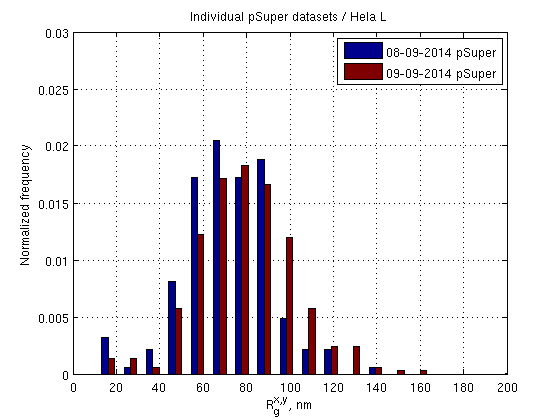 Individual pSuper datasets / Hela L
0.03
0.025
0.02
0.015
0.01
0.005
0
Normalized frequency
08-09-2014 pSuper
09-09-2014 pSuper
0 20 40 60 80 100 120 140 160 180 200
R_g^{x,y}, nm